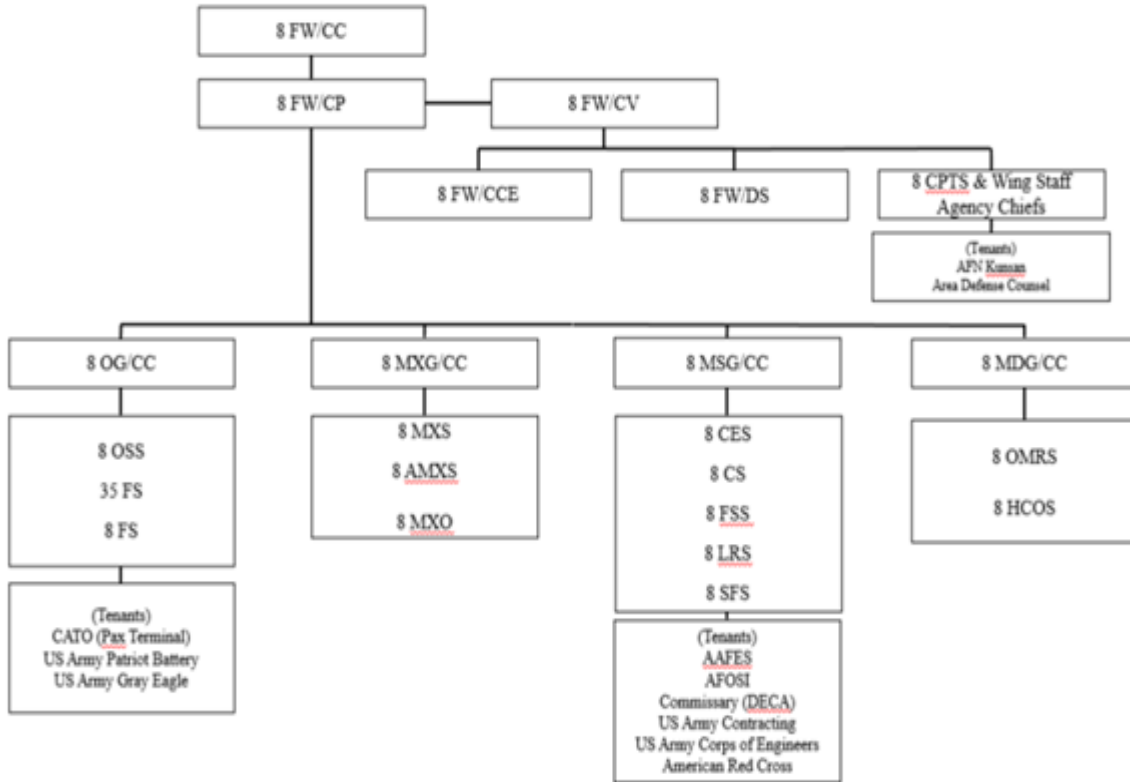 8 FW/CC
8 FW/CP
8 FW/CV
8 FW/CCE
8 FW/DS
8 CPTS & Wing Staff
Agency Chiefs
(Tenants)
AFN Kunsan
Area Defense Counsel
8 OG/CC
8 MXG/CC
8 MSG/CC
8 MDG/CC
8 OSS
35 FS
8 FS
(Tenants)
CATO (Pax Terminal)
US Army Patriot Battery
US Army Gray Eagle
8 MXS
8 AMXS
8 MXO
8 CES
8 CS
8 FSS
8 LRS
8 SFS
(Tenants)
AAFES
AFOSI
Commissary (DECA)
US Army Contracting
US Army Corps of Engineers
American Red Cross
8 OMRS
8 HCOS